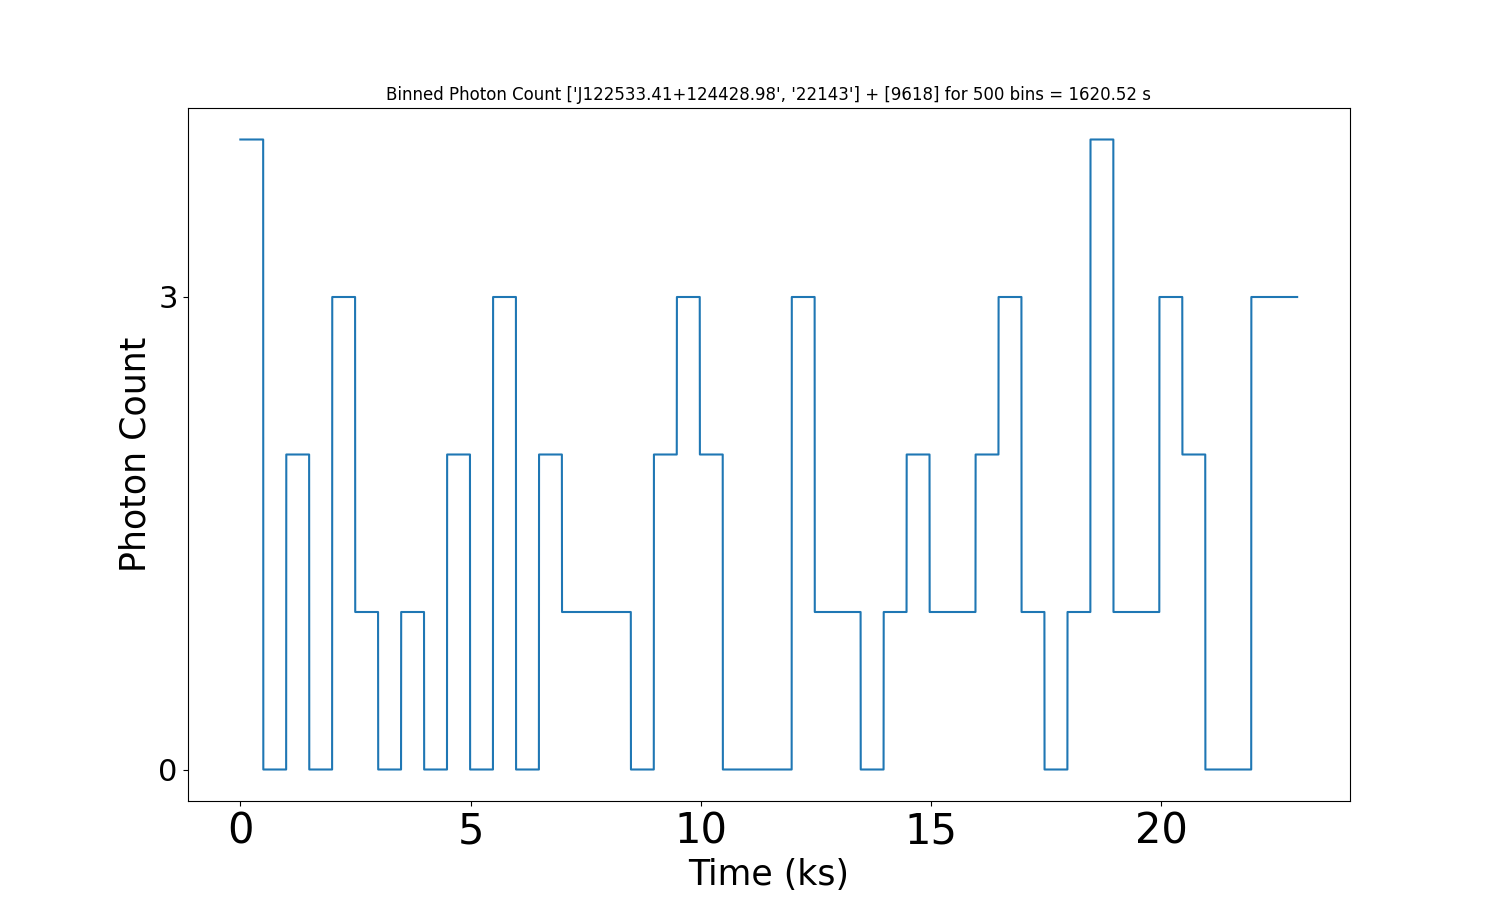 Binned Photon Count ['J122533.41+124428.98', '22143'] + [9618] for 500 bins = 1620.52 s
Photon Count
3
0
0 5 10 15 20
Time (ks)